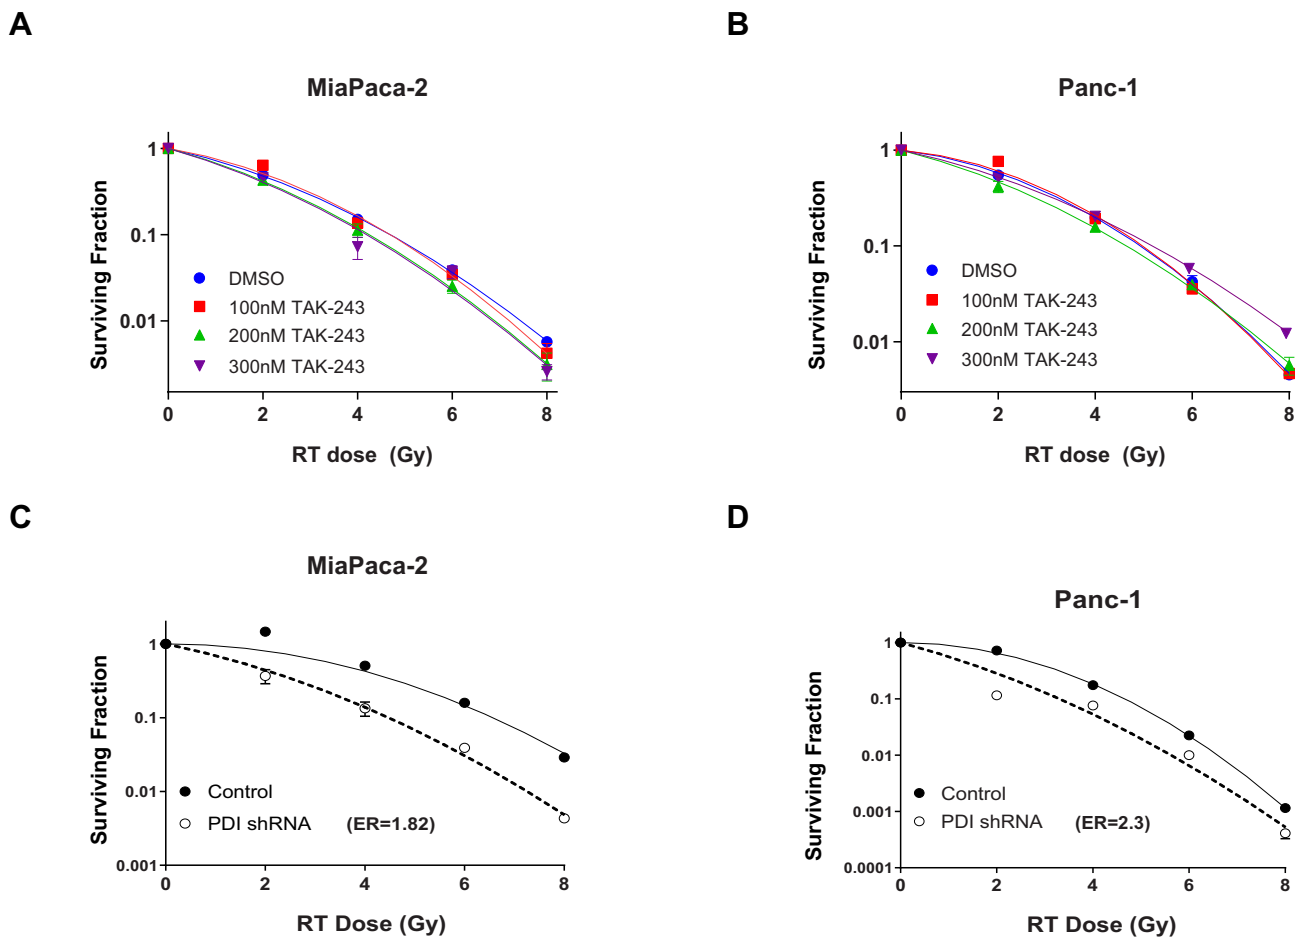 A
MiaPaca-2
Surviving Fraction
1
0.1
0.01
DMSO
100nM TAK-243
200nM TAK-243
300nM TAK-243
0 2 4 6 8
RT dose (Gy)
B
Panc-1
Surviving Fraction
1
0.1
0.01
DMSO
100nM TAK-243
200nM TAK-243
300nM TAK-243
0 2 4 6 8
RT dose (Gy)
C
MiaPaca-2
Surviving Fraction
1
0.1
0.01
0.001
Control
PDI shRNA (ER=1.82)
0 2 4 6 8
RT Dose (Gy)
D
Panc-1
Surviving Fraction
1
0.1
0.01
0.001
0.0001
Control
PDI shRNA (ER=2.3)
0 2 4 6 8
RT Dose (Gy)